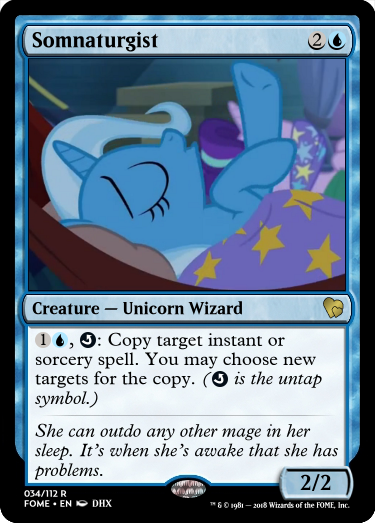 Somnaturgist 2
Creature — Unicorn Wizard
1, : Copy target instant or
sorcery spell. You may choose new
targets for the copy. ( is the untap
symbol.)
She can outdo any other mage in her
sleep. It's when she's awake that she has
problems.
2/2
034/112 R
FOME • EN DHX
™ & © 1981 — 2018 Wizards of the FOME, Inc.